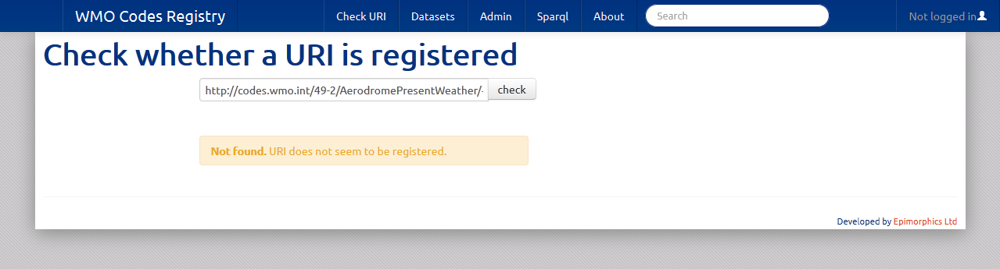 WMO Codes Registry Check URI Datasets Admin Sparql About Search Not logged in
Check whether a URI is registered
http://codes.wmo.int/49-2/AerodromePresentWeather/- check
Not found. URI does not seem to be registered.
Developed by Epimorphics Ltd